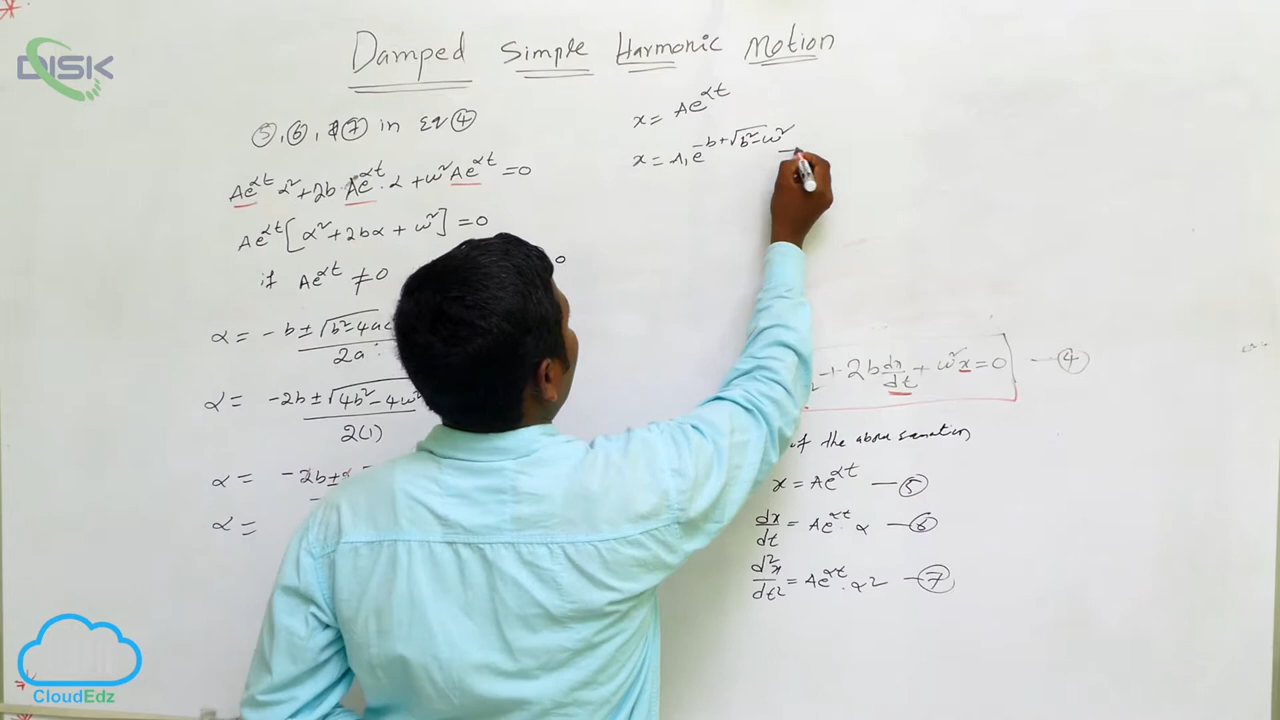 DISK
Damped Simple Harmonic Motion
⑤, ⑥, & ⑦ in Eq ④
Ae^{αt} α² + 2b Ae^{αt}. α + ω² Ae^{αt} = 0
Ae^{αt} [α² + 2bα + ω²] = 0
if Ae^{αt} ≠ 0
0
α = -b ± √b²-4ac
2a
α = -2b ± √4b² - 4ω²
2(1)
α = -2b ± 2
α =
x = Ae^{αt}
x = A₁ e^{-b+√b²-ω²}
+ 2b dx/dt + ω²x = 0 — ④
of the above
x = Ae^{αt} — ⑤
dx/dt = Ae^{αt}. α — ⑥
d²x/dt² = Ae^{αt}. α² — ⑦
CloudEdz